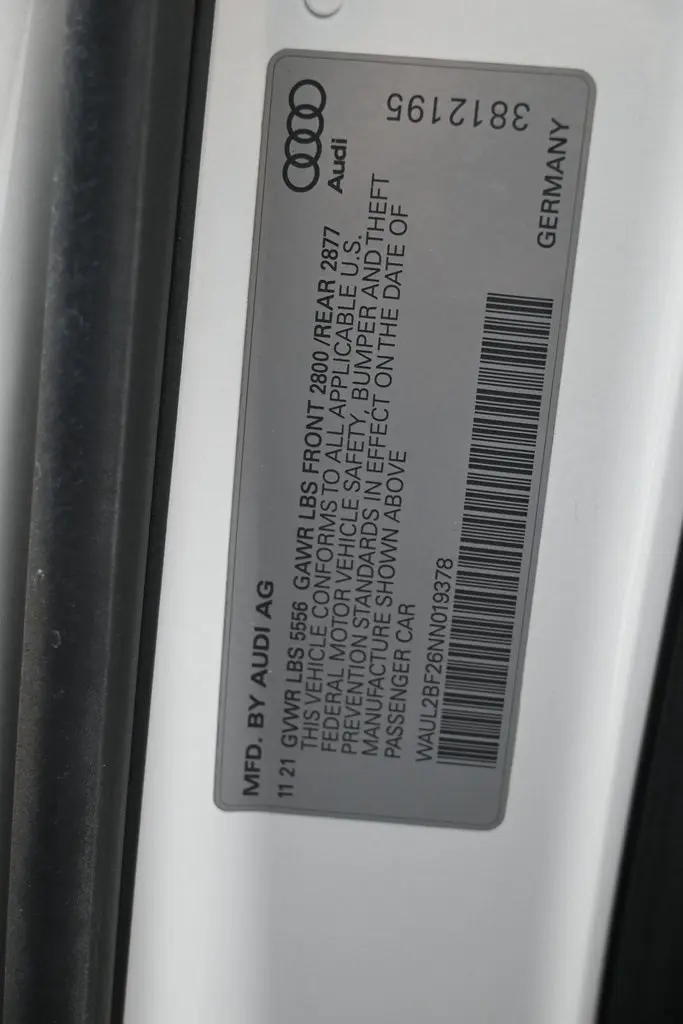 MFD. BY AUDI AG
Audi
11 21 GVWR LBS 5556 GAWR LBS FRONT 2800 /REAR 2877
THIS VEHICLE CONFORMS TO ALL APPLICABLE U.S.
FEDERAL MOTOR VEHICLE SAFETY, BUMPER AND THEFT
PREVENTION STANDARDS IN EFFECT ON THE DATE OF
MANUFACTURE SHOWN ABOVE
PASSENGER CAR
3812195
WAUL2BF26NN019378
GERMANY